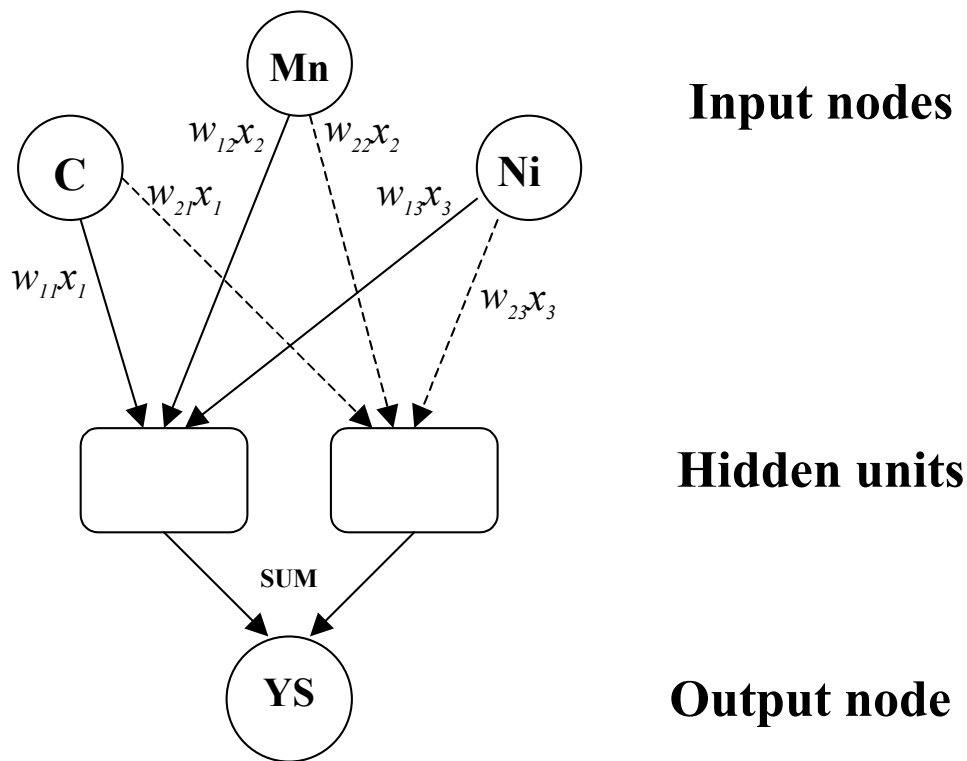 Mn
Input nodes
w₁₂x₂
w₂₂x₂
C
w₂₁x₁
w₁₃x₃
Ni
w₁₁x₁
w₂₃x₃
Hidden units
SUM
YS
Output node